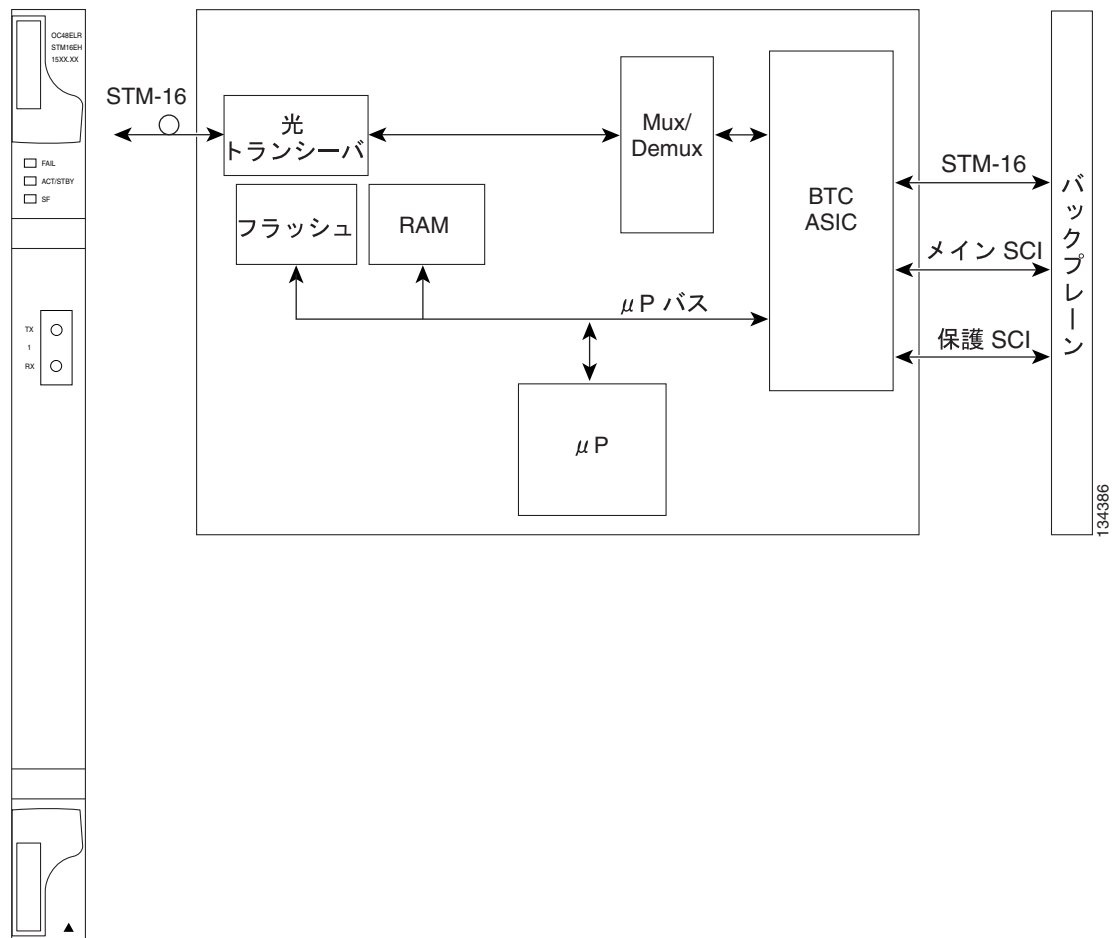 OC48ELR
STM16EH
15XX.XX
FAIL
ACT/STBY
SF
TX
1
RX
STM-16
光
トランシーバ
Mux/
Demux
BTC
ASIC
フラッシュ
RAM
μP バス
μP
STM-16
メイン SCI
保護 SCI
バックプレーン
134386